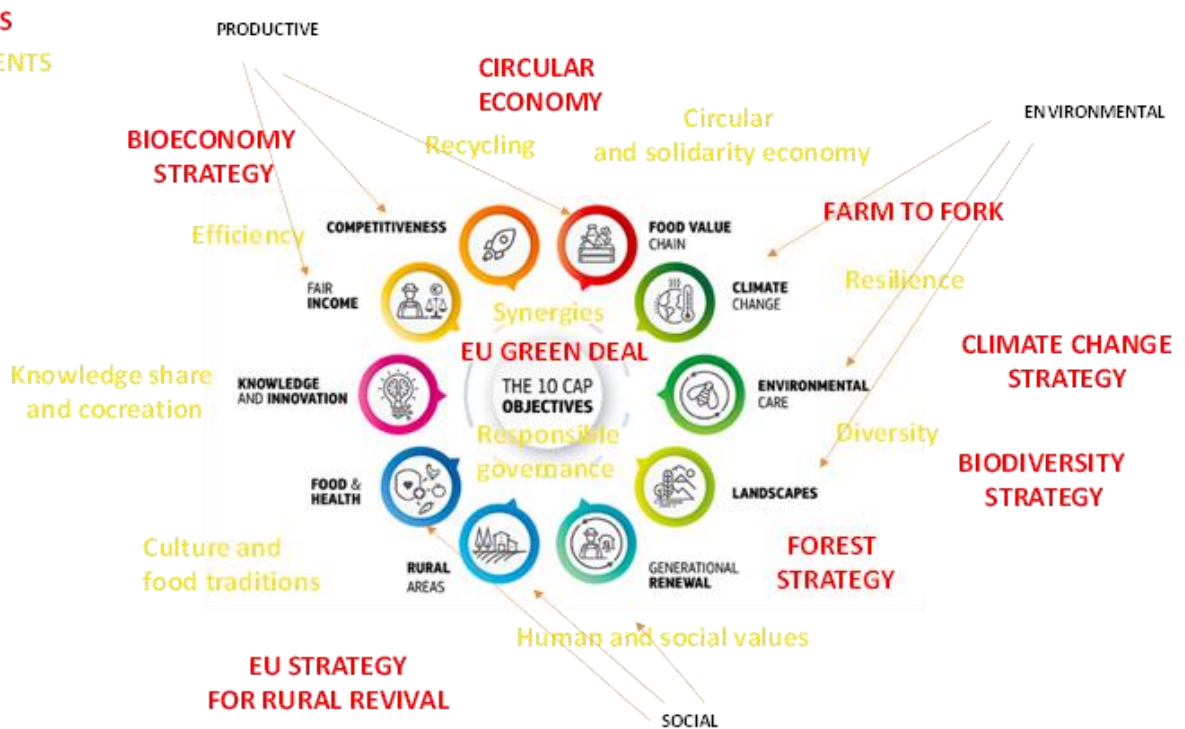 S
ENTS
PRODUCTIVE
CIRCULAR
ECONOMY
ENVIRONMENTAL
Circular
and solidarity economy
BIOECONOMY
STRATEGY
Recycling
FARM TO FORK
Efficiency
COMPETITIVENESS
FOOD VALUE
CHAIN
Resilience
FAIR
INCOME
CLIMATE
CHANGE
Synergies
EU GREEN DEAL
CLIMATE CHANGE
STRATEGY
Knowledge share
and cocreation
KNOWLEDGE
AND INNOVATION
THE 10 CAP
OBJECTIVES
ENVIRONMENTAL
CARE
Responsible
governance
Diversity
BIODIVERSITY
STRATEGY
FOOD &
HEALTH
LANDSCAPES
Culture and
food traditions
RURAL
AREAS
GENERATIONAL
RENEWAL
FOREST
STRATEGY
Human and social values
EU STRATEGY
FOR RURAL REVIVAL
SOCIAL